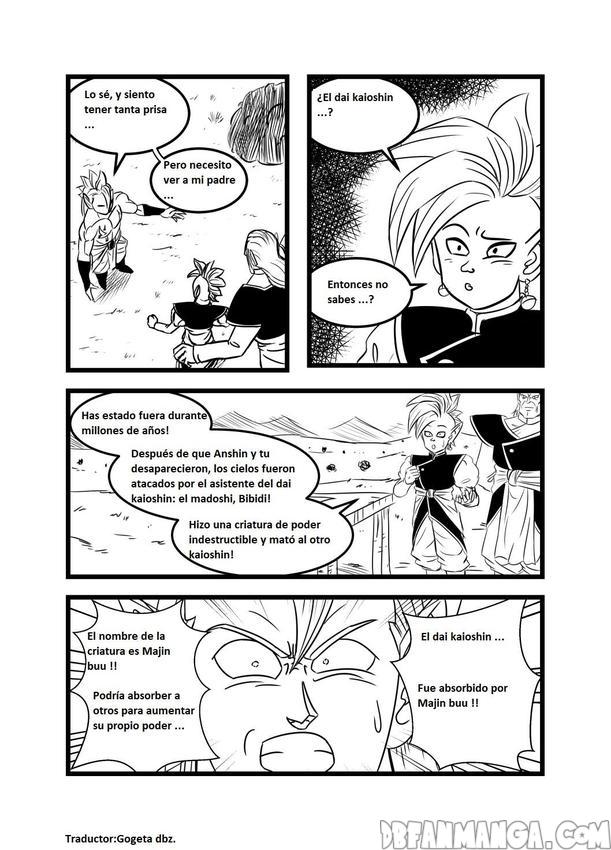 Lo sé, y siento
tener tanta prisa
...
Pero necesito
ver a mi padre
...
¿El dai kaioshin
...?
Entonces no
sabes ...?
Has estado fuera durante
millones de años!
Después de que Anshin y tu
desaparecieron, los cielos fueron
atacados por el asistente del dai
kaioshin: el madoshi, Bibidi!
Hizo una criatura de poder
indestructible y mató al otro
kaioshin!
El nombre de la
criatura es Majin
buu !!
Podría absorber a
otros para aumentar
su propio poder ...
El dai kaioshin ...
Fue absorbido por
Majin buu !!
Traductor:Gogeta dbz.
DBFANMANGA.COM